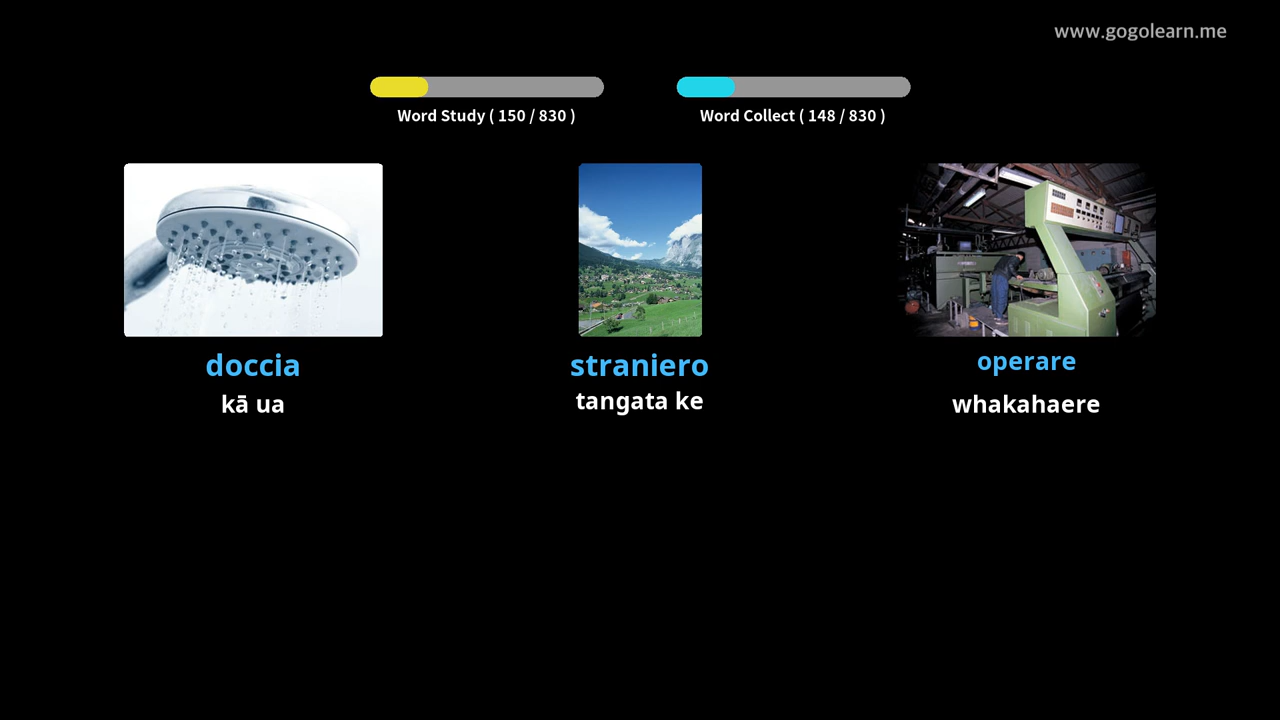 www.gogolearn.me
Word Study ( 150 / 830 )
Word Collect ( 148 / 830 )
doccia
kā ua
straniero
tangata ke
operare
whakahaere